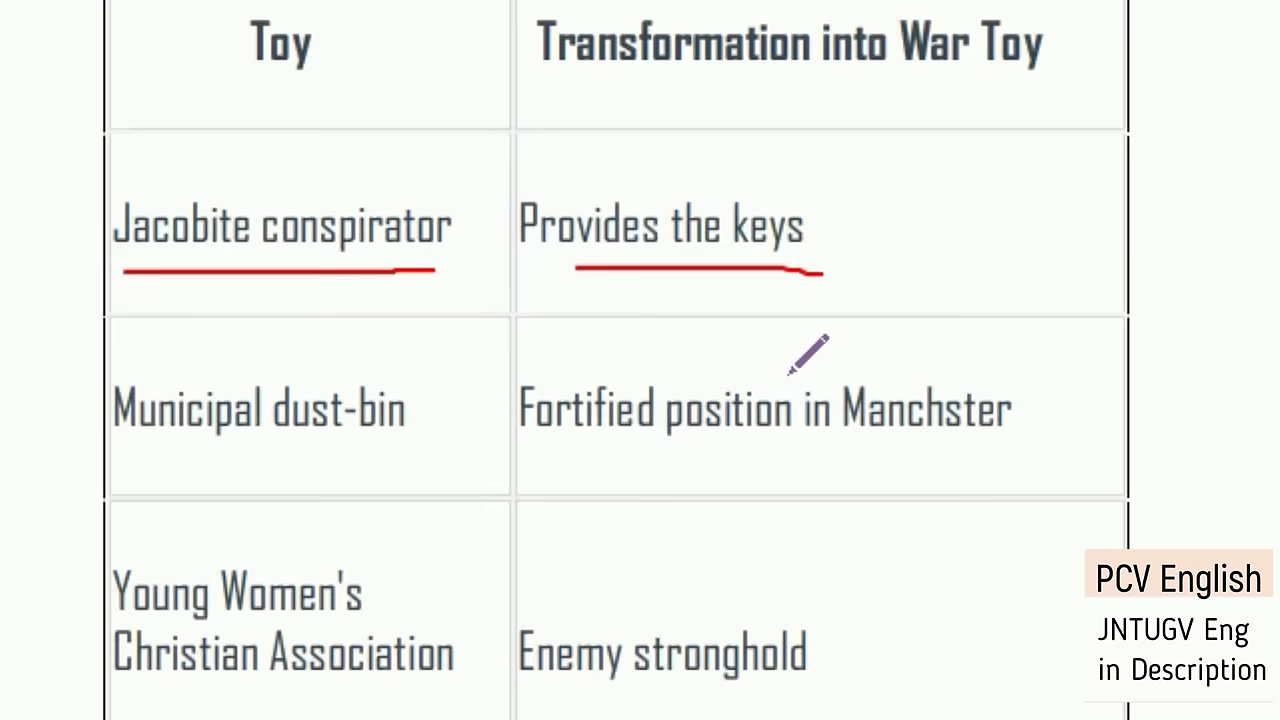 Toy Transformation into War Toy
Jacobite conspirator Provides the keys
Municipal dust-bin Fortified position in Manchster
Young Women's
Christian Association Enemy stronghold
PCV English
JNTUGV Eng
in Description